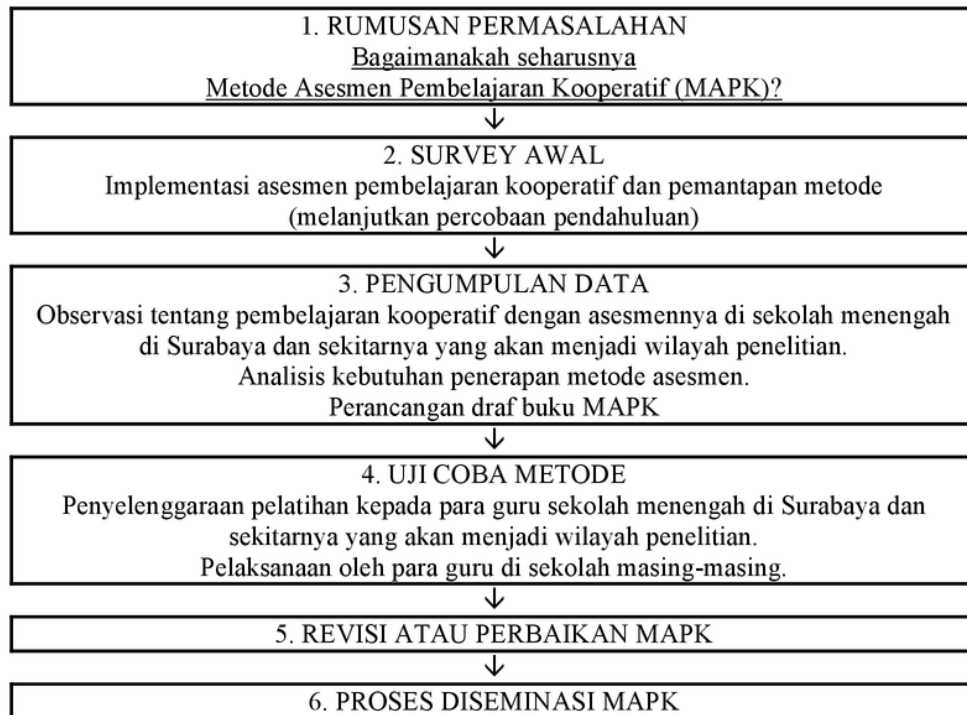 1. RUMUSAN PERMASALAHAN
Bagaimanakah seharusnya
Metode Asesmen Pembelajaran Kooperatif (MAPK)?
2. SURVEY AWAL
Implementasi asesmen pembelajaran kooperatif dan pemantapan metode
(melanjutkan percobaan pendahuluan)
3. PENGUMPULAN DATA
Observasi tentang pembelajaran kooperatif dengan asesmennya di sekolah menengah
di Surabaya dan sekitarnya yang akan menjadi wilayah penelitian.
Analisis kebutuhan penerapan metode asesmen.
Perancangan draf buku MAPK
4. UJI COBA METODE
Penyelenggaraan pelatihan kepada para guru sekolah menengah di Surabaya dan
sekitarnya yang akan menjadi wilayah penelitian.
Pelaksanaan oleh para guru di sekolah masing-masing.
5. REVISI ATAU PERBAIKAN MAPK
6. PROSES DISEMINASI MAPK